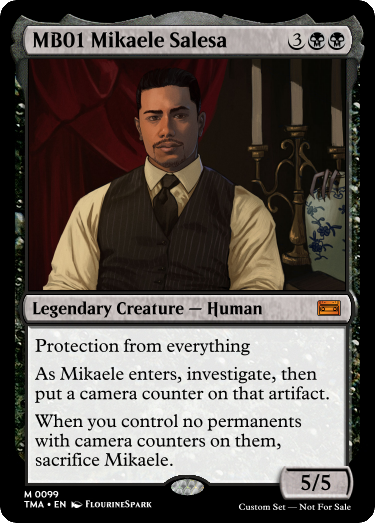 MB01 Mikaele Salesa 3
Legendary Creature — Human
Protection from everything
As Mikaele enters, investigate, then
put a camera counter on that artifact.
When you control no permanents
with camera counters on them,
sacrifice Mikaele.
5/5
M 0099
TMA • EN FlourineSpark
Custom Set — Not For Sale